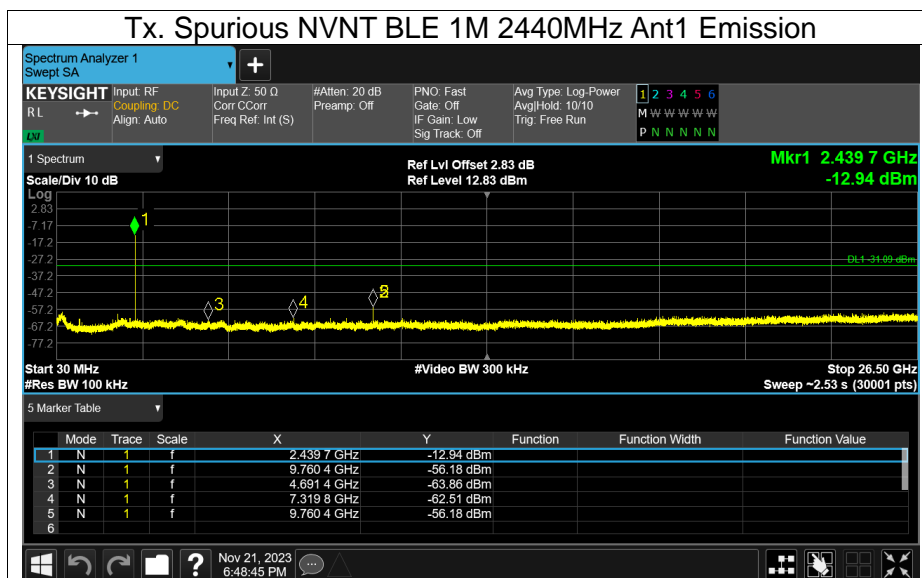 Tx. Spurious NVNT BLE 1M 2440MHz Ant1 Emission
Spectrum Analyzer 1
Swept SA
KEYSIGHT Input: RF Input Z: 50 Ω #Atten: 20 dB PNO: Fast Avg Type: Log-Power 1 2 3 4 5 6
R L Coupling: DC Corr CCorr Preamp: Off Gate: Off Avg|Hold: 10/10 M W W W W W
Align: Auto Freq Ref: Int (S) IF Gain: Low Trig: Free Run
LXI Sig Track: Off P N N N N N
1 Spectrum Ref Lvl Offset 2.83 dB Mkr1 2.439 7 GHz
Scale/Div 10 dB Ref Level 12.83 dBm -12.94 dBm
Log
2.83
-7.17 1
-17.2
-27.2 DL1 -31.09 dBm
-37.2
-47.2
-57.2 3 4
-67.2
-77.2
Start 30 MHz #Video BW 300 kHz Stop 26.50 GHz
#Res BW 100 kHz Sweep ~2.53 s (30001 pts)
5 Marker Table
Mode Trace Scale X Y Function Function Width Function Value
1 N 1 f 2.439 7 GHz -12.94 dBm
2 N 1 f 9.760 4 GHz -56.18 dBm
3 N 1 f 4.691 4 GHz -63.86 dBm
4 N 1 f 7.319 8 GHz -62.51 dBm
5 N 1 f 9.760 4 GHz -56.18 dBm
6
? Nov 21, 2023
6:48:45 PM